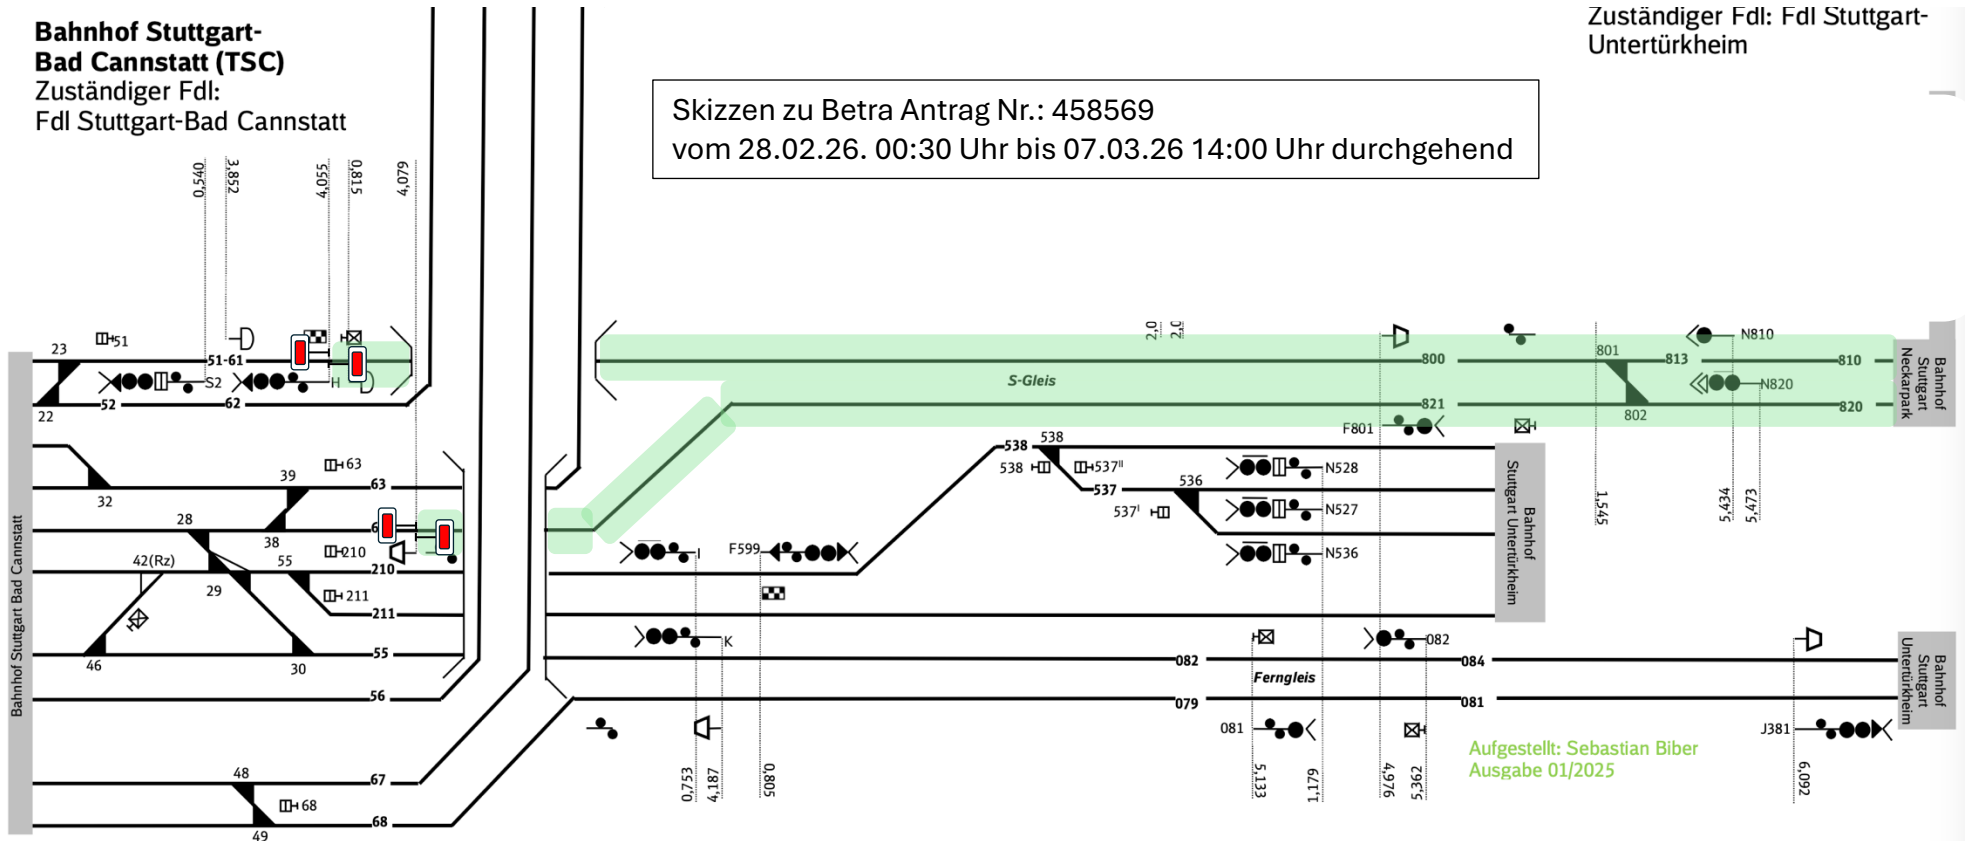 Bahnhof Stuttgart-
Bad Cannstatt (TSC)
Zuständiger Fdl:
Fdl Stuttgart-Bad Cannstatt
Zuständiger Fdl: Fdl Stuttgart-
Untertürkheim
Skizzen zu Betra Antrag Nr.: 458569
vom 28.02.26. 00:30 Uhr bis 07.03.26 14:00 Uhr durchgehend
0,545
3,852
4,055
0,815
4,079
23
51
51-61
S2
H
22
52
62
32
39
63
63
28
38
42(Rz)
55
210
210
29
211
211
46
30
55
56
67
48
68
49
68
Bahnhof Stuttgart Bad Cannstatt
2,0
800
801
813
N810
810
S-Gleis
821
802
N820
820
F801
Bahnhof
Stuttgart
Neckarpark
538
538
538
537II
537
536
537I
N528
N527
N536
1,545
5,434
5,473
Bahnhof
Stuttgart Untertürkheim
I
F599
K
082
082
084
Ferngleis
079
081
081
J381
0,753
4,187
0,805
5,133
1,179
4,976
5,362
6,092
Bahnhof
Stuttgart
Untertürkheim
Aufgestellt: Sebastian Biber
Ausgabe 01/2025